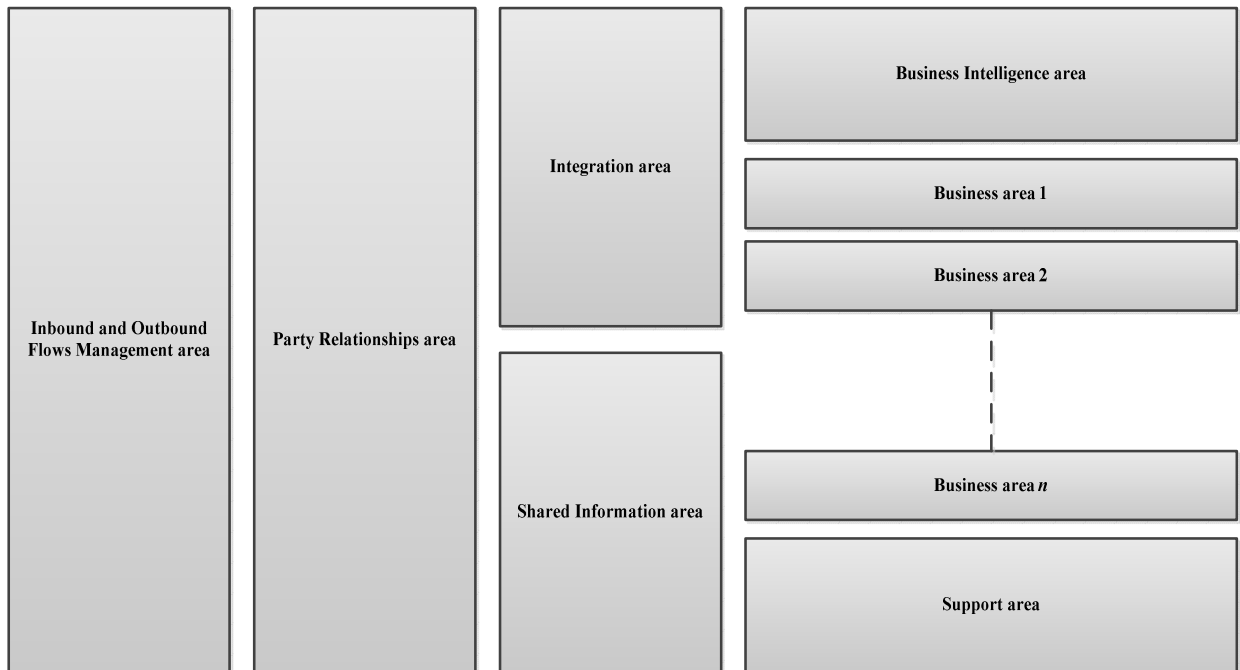 Inbound and Outbound
Flows Management area
Party Relationships area
Integration area
Shared Information area
Business Intelligence area
Business area 1
Business area 2
Business area n
Support area